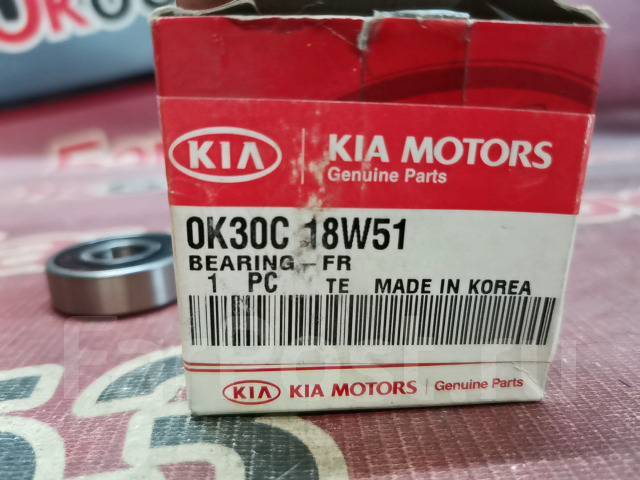 KIA
KIA MOTORS
Genuine Parts
0K30C 18W51
BEARING-FR
1 PC TE MADE IN KOREA
KIA KIA MOTORS Genuine Parts